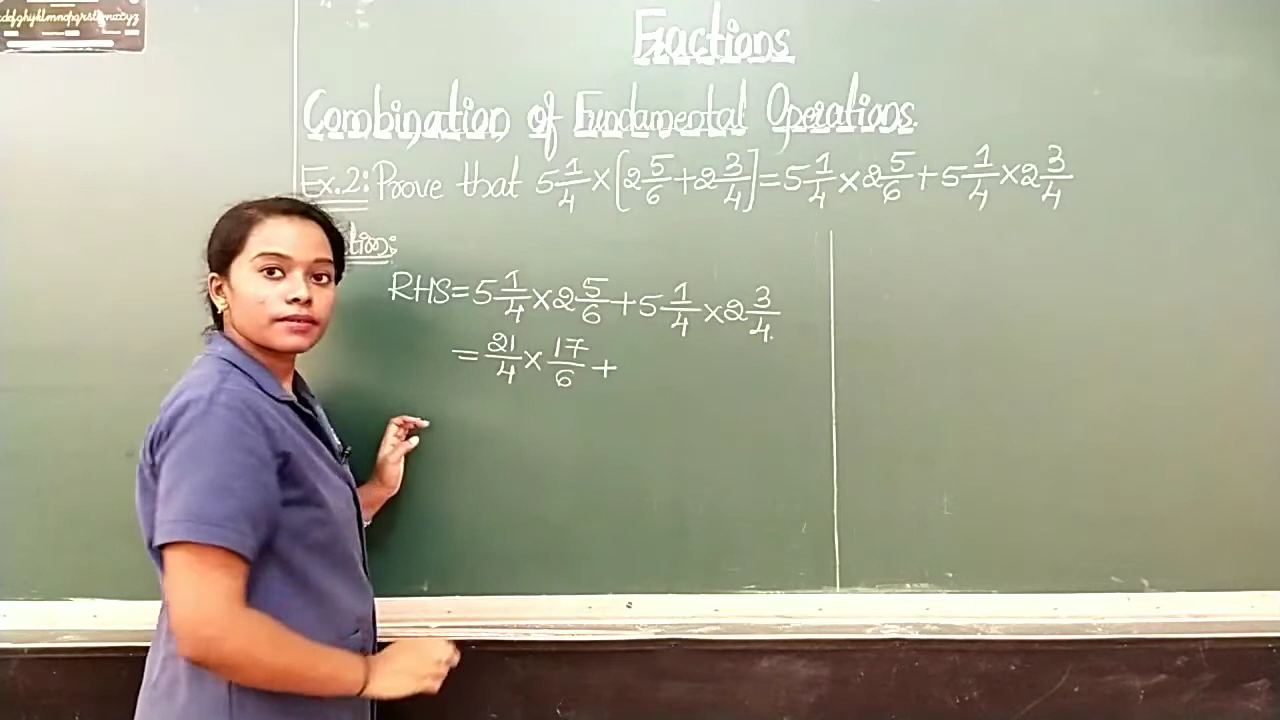 Fractions
Combination of Fundamental Operations.
Ex.2: Prove that 5 1/4 × [2 5/6 + 2 3/4] = 5 1/4 × 2 5/6 + 5 1/4 × 2 3/4
tion:
RHS = 5 1/4 × 2 5/6 + 5 1/4 × 2 3/4.
= 21/4 × 17/6 +